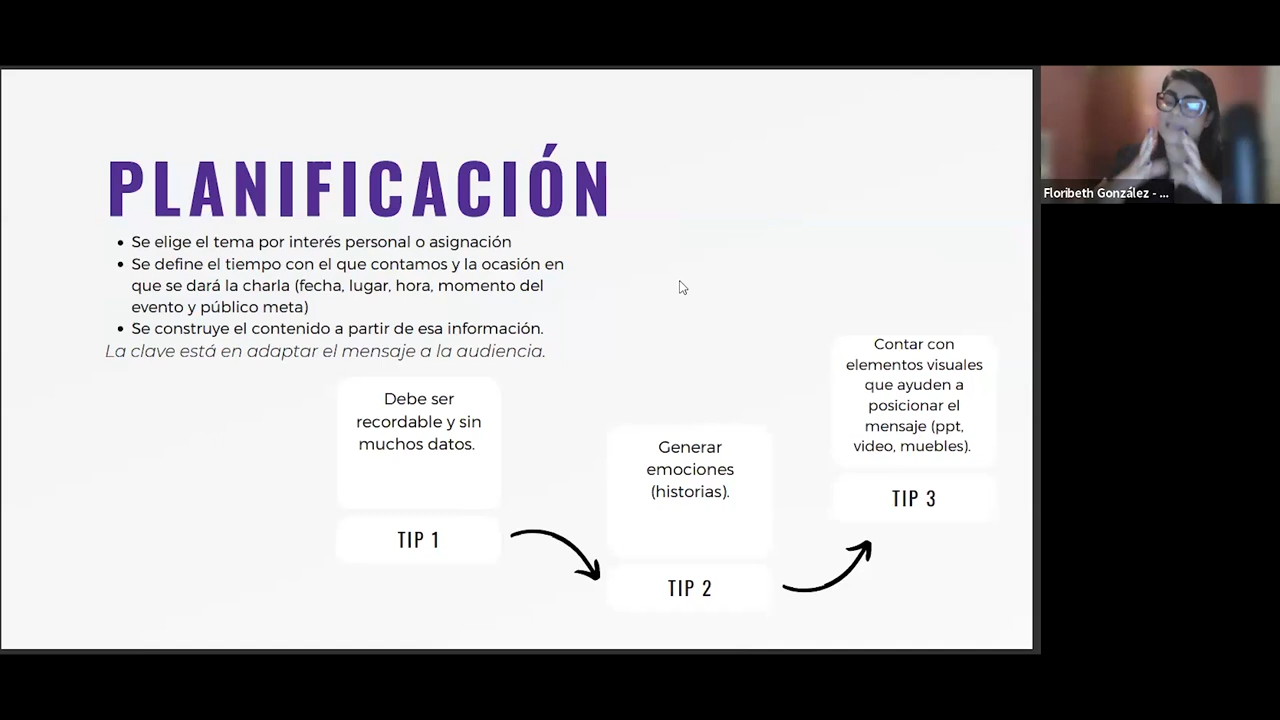 PLANIFICACIÓN
• Se elige el tema por interés personal o asignación
• Se define el tiempo con el que contamos y la ocasión en
que se dará la charla (fecha, lugar, hora, momento del
evento y público meta)
• Se construye el contenido a partir de esa información.
La clave está en adaptar el mensaje a la audiencia.
Debe ser
recordable y sin
muchos datos.
TIP 1
Generar
emociones
(historias).
TIP 2
Contar con
elementos visuales
que ayuden a
posicionar el
mensaje (ppt,
video, muebles).
TIP 3
Floribeth González - ...